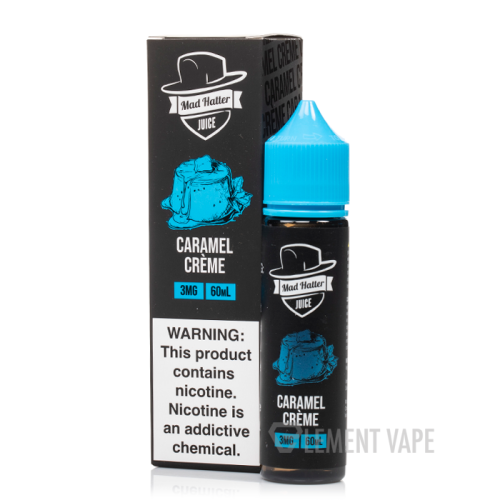 Mad Hatter
JUICE
CARAMEL
CRÈME
3MG 60mL
WARNING:
This product
contains
nicotine.
Nicotine is
an addictive
chemical.
CARAMEL CRÈME
CARAMEL
CRÈME
Mad Hatter
JUICE
CARAMEL
CRÈME
3MG 60mL
ELEMENT VAPE